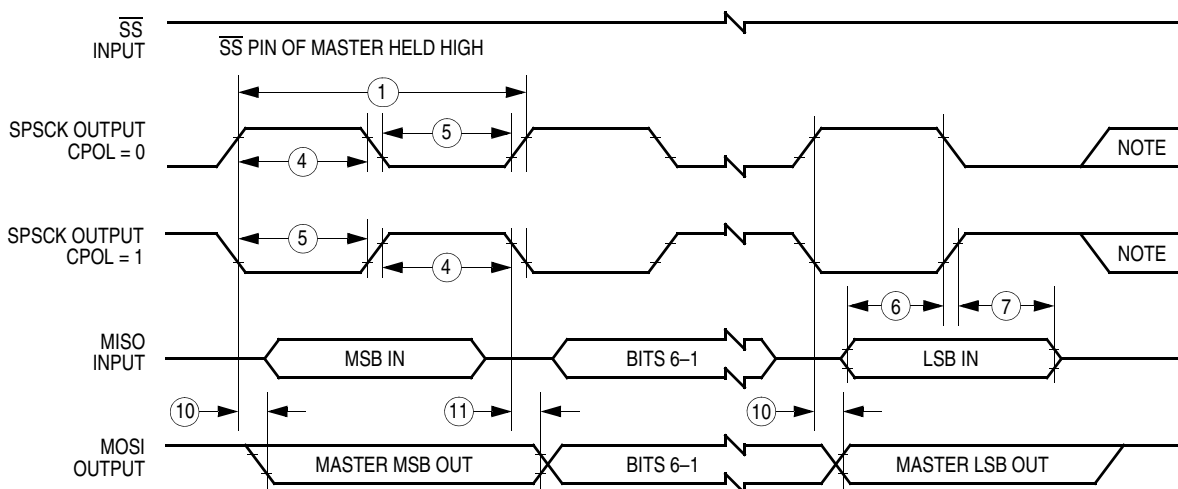 SS
INPUT
SS PIN OF MASTER HELD HIGH
1
SPSCK OUTPUT
CPOL = 0
5
4
NOTE
SPSCK OUTPUT
CPOL = 1
5
4
NOTE
6
7
MISO
INPUT
MSB IN
BITS 6–1
LSB IN
10
11
10
MOSI
OUTPUT
MASTER MSB OUT
BITS 6–1
MASTER LSB OUT